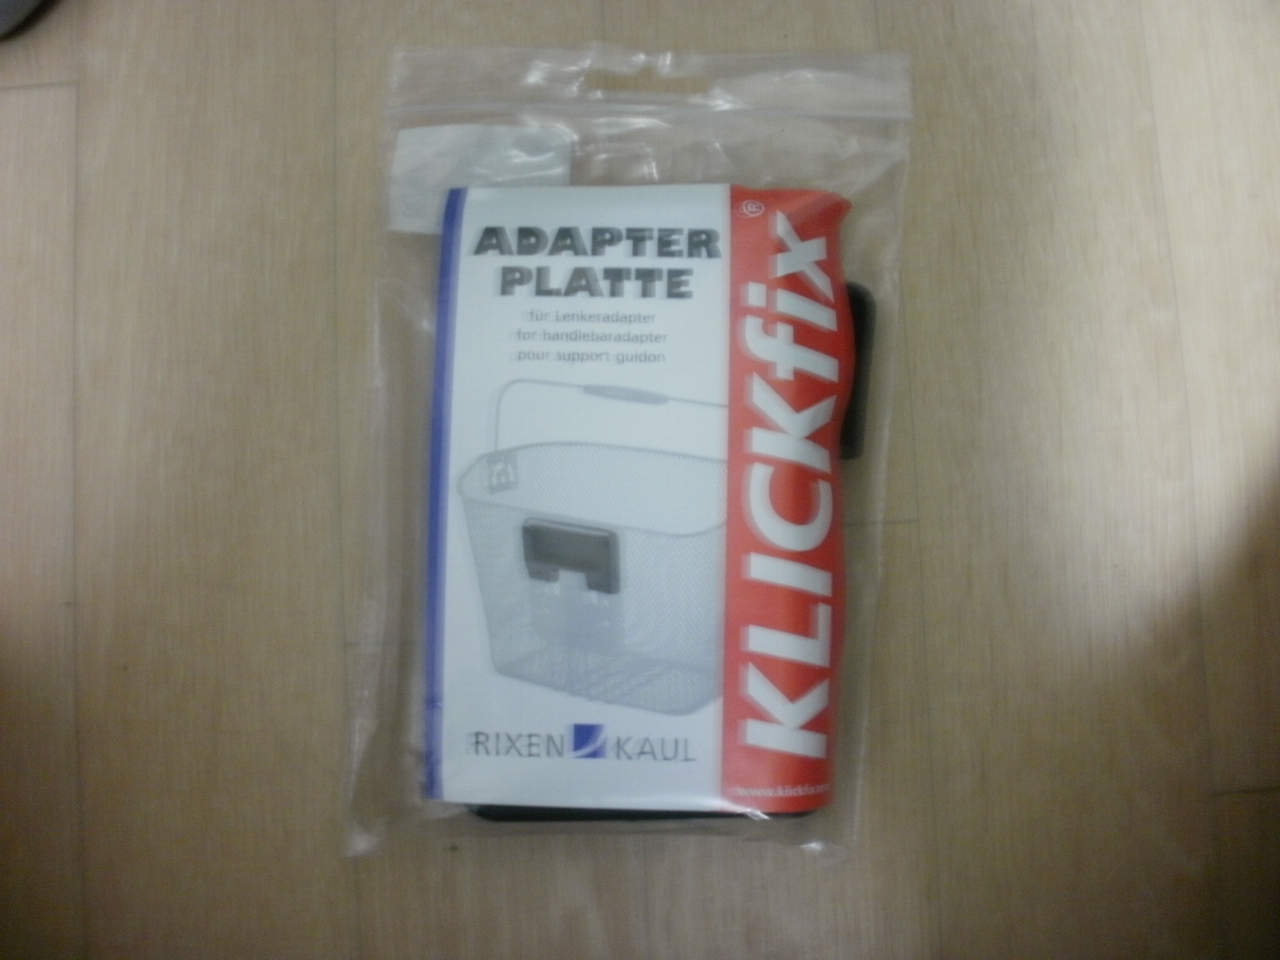 ADAPTER
PLATTE
für Lenkeradapter
for handlebaradapter
pour support guidon
RIXEN KAUL
KLICKfix®